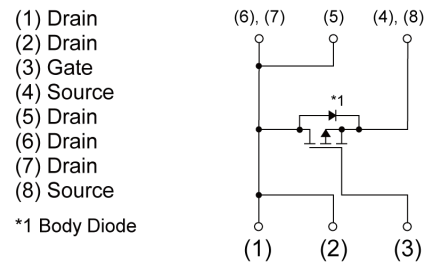 (1) Drain
(2) Drain
(3) Gate
(4) Source
(5) Drain
(6) Drain
(7) Drain
(8) Source
*1 Body Diode
(6), (7) (5) (4), (8)
*1
(1) (2) (3)